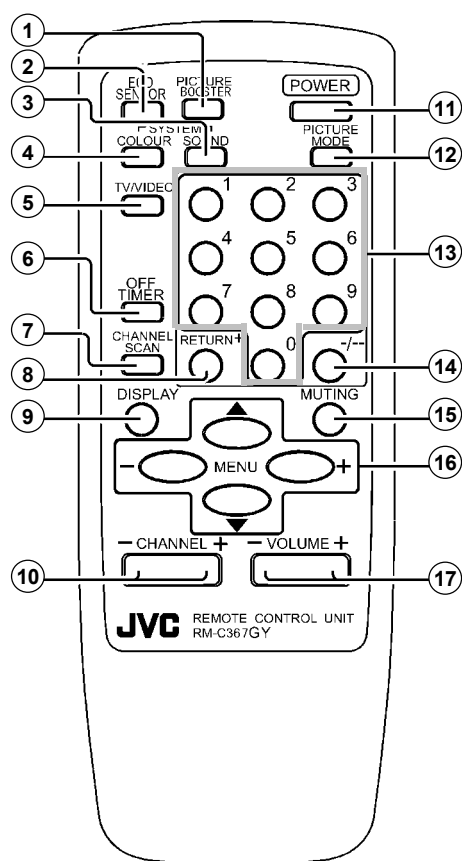 1
2
ECO
SENSOR
PICTURE
BOOSTER
POWER
3
11
SYSTEM
COLOUR
SOUND
PICTURE
MODE
4
12
TV/VIDEO
5
1
2
3
4
5
6
13
6
OFF
TIMER
7
8
9
7
CHANNEL
SCAN
RETURN+
0
-/--
8
14
9
DISPLAY
MUTING
15
- MENU +
16
- CHANNEL +
- VOLUME +
10
17
JVC
REMOTE CONTROL UNIT
RM-C367GY